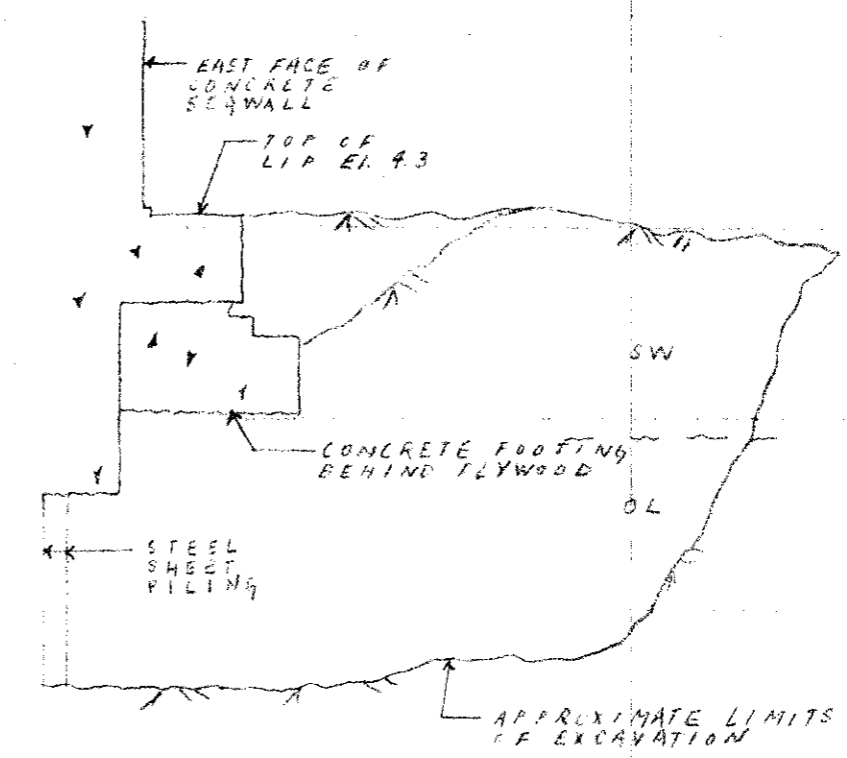 EAST FACE OF
CONCRETE
SEAWALL
TOP OF
LIP El. 4.3
SW
CONCRETE FOOTING
BEHIND PLYWOOD
OL
STEEL
SHEET
PILING
APPROXIMATE LIMITS
OF EXCAVATION